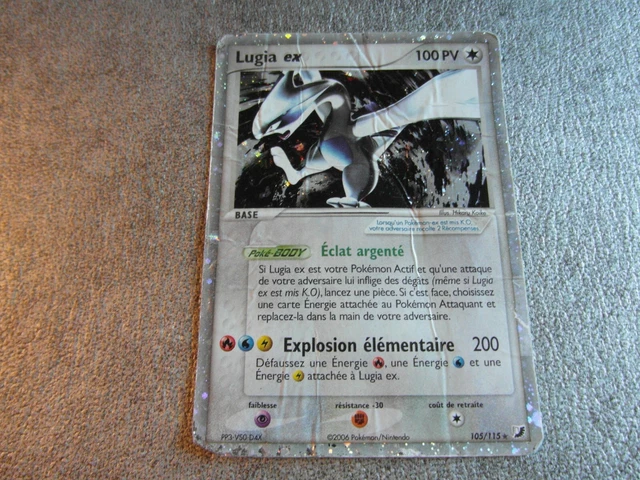 Lugia ex 100 PV
BASE
Illus. Hikaru Koike
Lorsqu'un Pokémon-ex est mis K.O.,
votre adversaire récolte 2 Récompenses.
Poké-BODY Éclat argenté
Si Lugia ex est votre Pokémon Actif et qu'une attaque
de votre adversaire lui inflige des dégâts (même si Lugia
ex est mis K.O), lancez une pièce. Si c'est face, choisissez
une carte Énergie attachée au Pokémon Attaquant et
replacez-la dans la main de votre adversaire.
Explosion élémentaire 200
Défaussez une Énergie , une Énergie et une
Énergie attachée à Lugia ex.
faiblesse résistance -30 coût de retraite
PP3-VS0 D4X ©2006 Pokémon/Nintendo 105/115